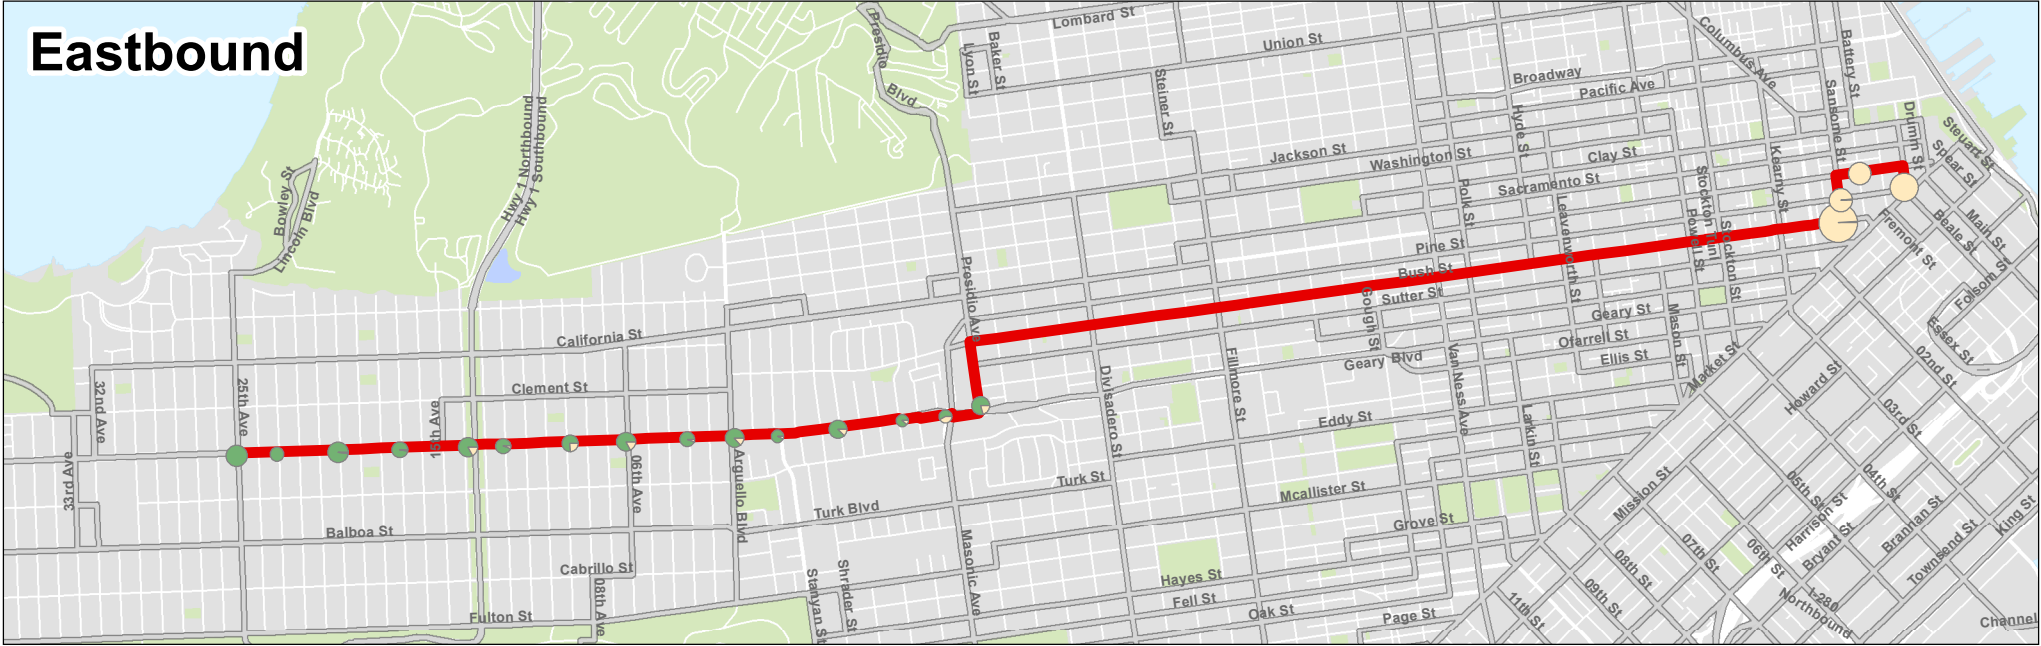 Eastbound
Lombard St
Union St
Broadway
Pacific Ave
Columbus Ave
Battery St
Sansome St
Drumm St
Steuart St
Spear St
Presidio
Blvd
Lyon St
Baker St
Steiner St
Hyde St
Jackson St
Washington St
Clay St
Sacramento St
Kearny St
Stockton Tunl
Stockton St
Powell St
Polk St
Leavenworth St
Main St
Beale St
Fremont St
Folsom St
Essex St
Hwy 1 Northbound
Hwy 1 Southbound
Bowley St
Lincoln Blvd
Presidio Ave
Pine St
Bush St
Sutter St
Gough St
Geary St
Ofarrell St
Ellis St
Mason St
Market St
Geary Blvd
California St
Clement St
32nd Ave
25th Ave
15th Ave
06th Ave
33rd Ave
Arguello Blvd
Divisadero St
Fillmore St
Van Ness Ave
Larkin St
Eddy St
Turk St
Turk Blvd
Mcallister St
Grove St
Howard St
02nd St
03rd St
04th St
05th St
Mission St
Harrison St
Bryant St
Brannan St
Townsend St
King St
06th St
07th St
08th St
09th St
11th St
I-280
Northbound
Channel
Balboa St
Cabrillo St
08th Ave
Fulton St
Stanyan St
Shrader St
Masonic Ave
Hayes St
Fell St
Oak St
Page St